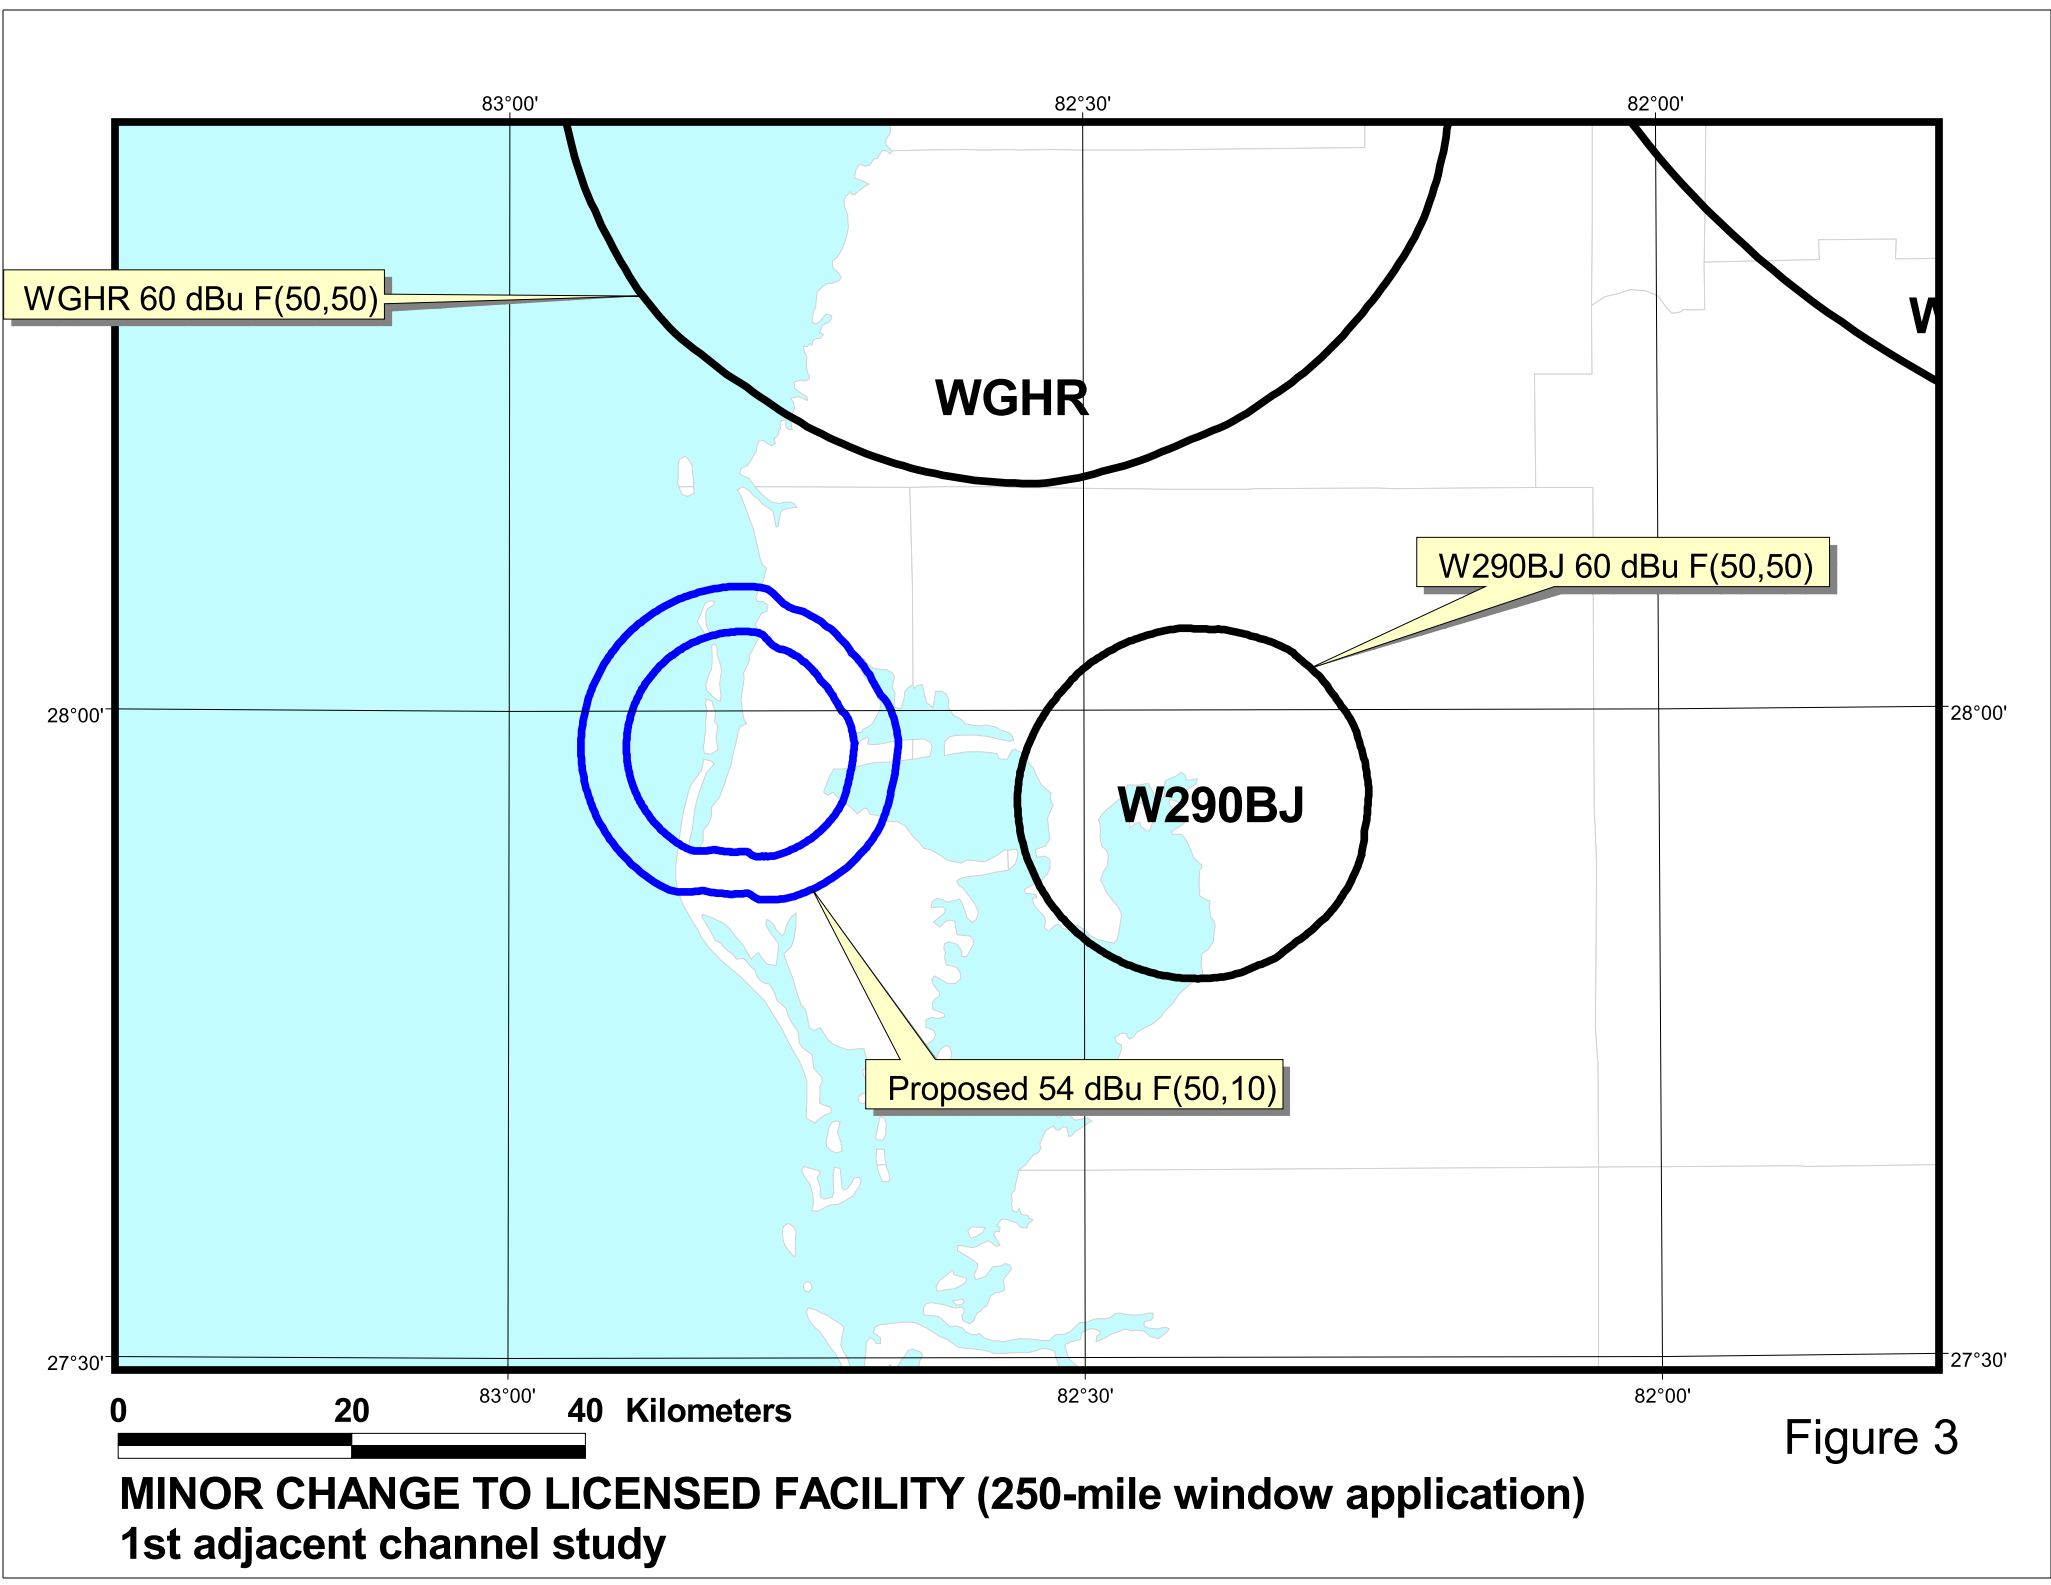 83°00' 82°30' 82°00'
WGHR 60 dBu F(50,50)
W
WGHR
W290BJ 60 dBu F(50,50)
28°00' 28°00'
W290BJ
Proposed 54 dBu F(50,10)
27°30' 27°30'
83°00' 82°30' 82°00'
0 20 40 Kilometers
Figure 3
MINOR CHANGE TO LICENSED FACILITY (250-mile window application)
1st adjacent channel study